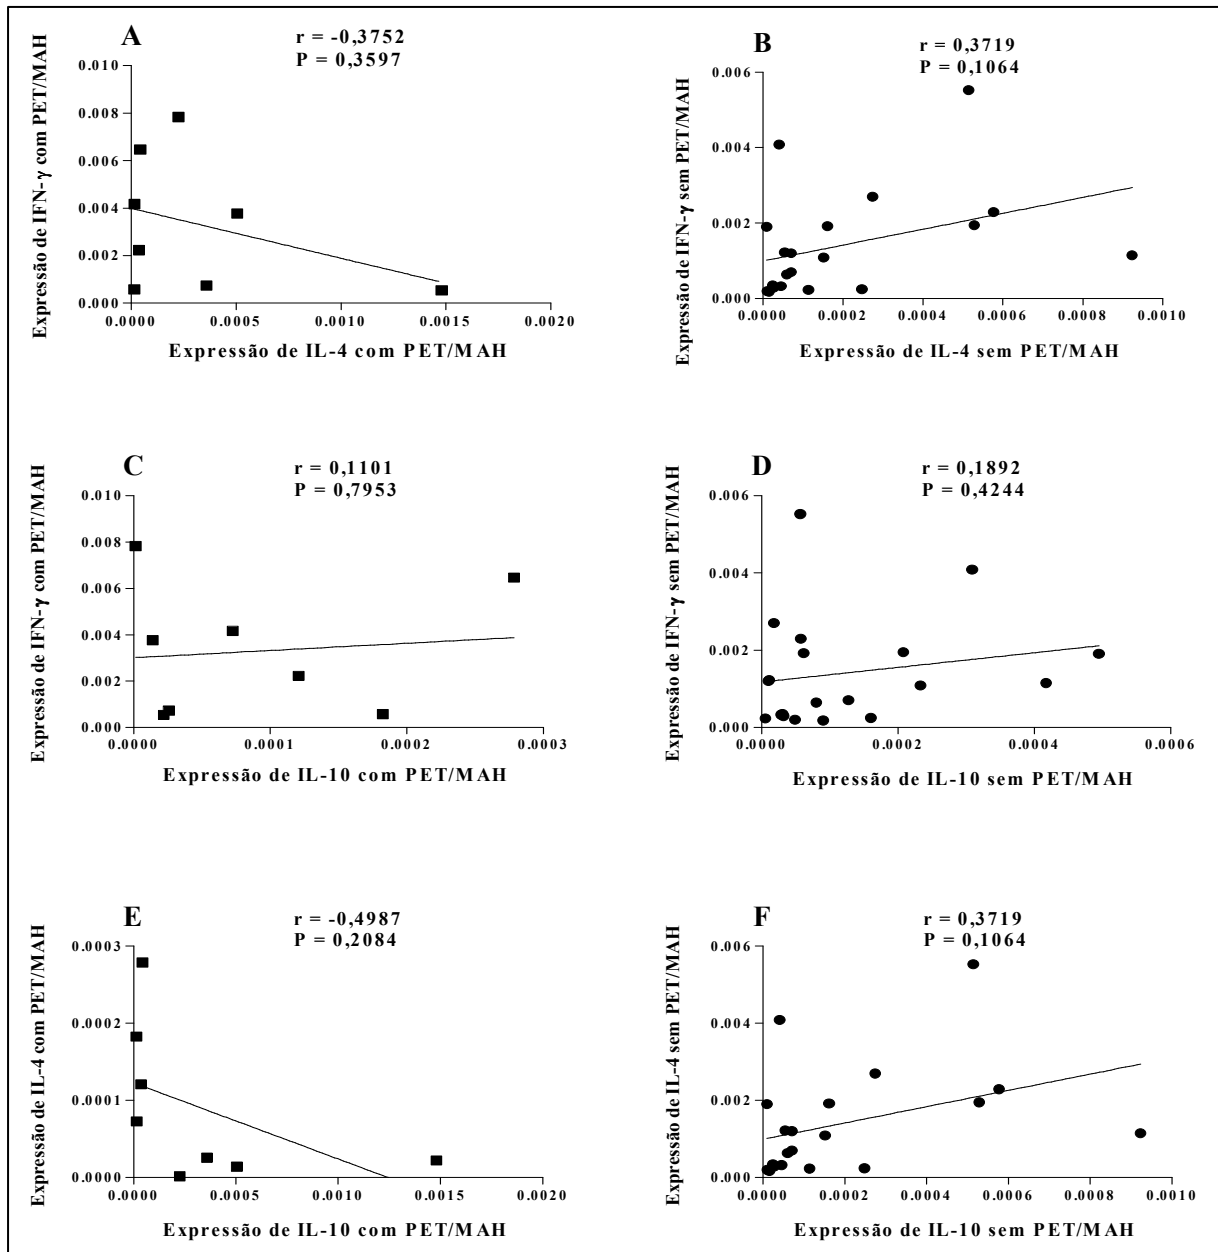 A
r = -0,3752
P = 0,3597
Expressão de IFN-γ com PET/MAH
0.010
0.008
0.006
0.004
0.002
0.000
0.0000 0.0005 0.0010 0.0015 0.0020
Expressão de IL-4 com PET/MAH
B
r = 0,3719
P = 0,1064
Expressão de IFN-γ sem PET/MAH
0.006
0.004
0.002
0.000
0.0000 0.0002 0.0004 0.0006 0.0008 0.0010
Expressão de IL-4 sem PET/MAH
C
r = 0,1101
P = 0,7953
Expressão de IFN-γ com PET/MAH
0.010
0.008
0.006
0.004
0.002
0.000
0.0000 0.0001 0.0002 0.0003
Expressão de IL-10 com PET/MAH
D
r = 0,1892
P = 0,4244
Expressão de IFN-γ sem PET/MAH
0.006
0.004
0.002
0.000
0.0000 0.0002 0.0004 0.0006
Expressão de IL-10 sem PET/MAH
E
r = -0,4987
P = 0,2084
Expressão de IL-4 com PET/MAH
0.0003
0.0002
0.0001
0.0000
0.0000 0.0005 0.0010 0.0015 0.0020
Expressão de IL-10 com PET/MAH
F
r = 0,3719
P = 0,1064
Expressão de IL-4 sem PET/MAH
0.006
0.004
0.002
0.000
0.0000 0.0002 0.0004 0.0006 0.0008 0.0010
Expressão de IL-10 sem PET/MAH